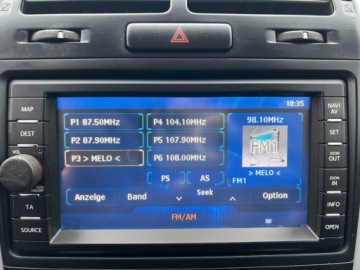 18:35
P1 87.50MHz
P4 104.10MHz
98.10MHz
P2 87.90MHz
P5 107.90MHz
FM1
P3 > MELO <
P6 108.00MHz
> MELO <
PS
AS
FM1
Anzeige
Band
Seek
Option
FM/AM
RF
MAP
DEST
VOL
TA
SOURCE
NAVI
AV
SET
ZOOM
OUT
ZOOM
IN
INFO
OPEN